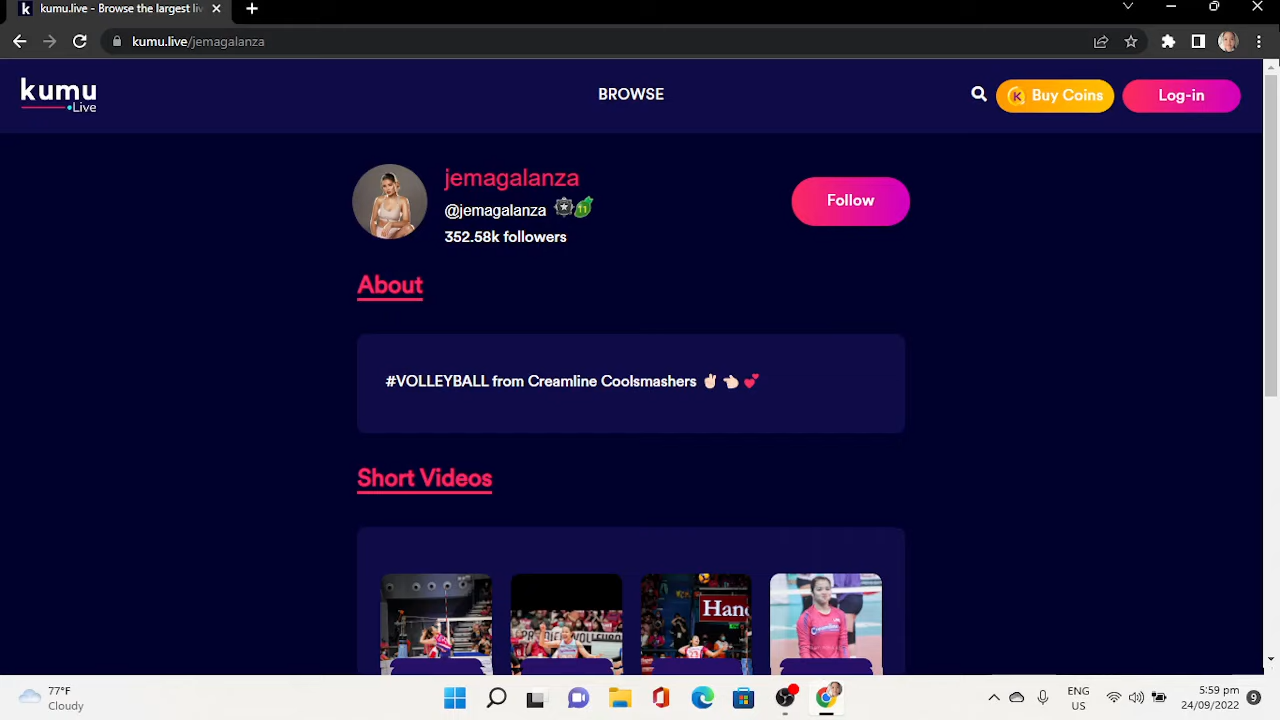 kumu.live - Browse the largest liv
kumu.live/jemagalanza
kumu
Live
BROWSE
Buy Coins
Log-in
jemagalanza
@jemagalanza 11
352.58k followers
Follow
About
#VOLLEYBALL from Creamline Coolsmashers ✌🏻 👈🏻 💕
Short Videos
77°F
Cloudy
ENG
US
5:59 pm
24/09/2022